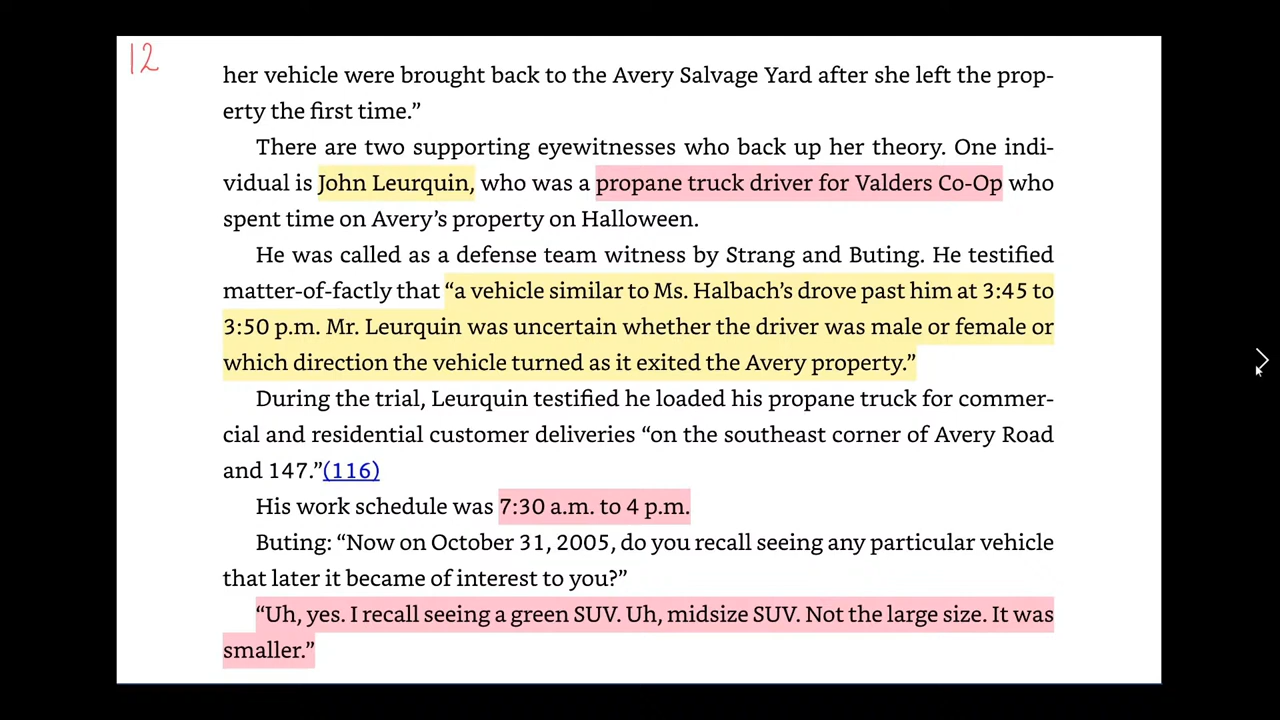 12
her vehicle were brought back to the Avery Salvage Yard after she left the prop-
erty the first time.”
There are two supporting eyewitnesses who back up her theory. One indi-
vidual is John Leurquin, who was a propane truck driver for Valders Co-Op who
spent time on Avery’s property on Halloween.
He was called as a defense team witness by Strang and Buting. He testified
matter-of-factly that “a vehicle similar to Ms. Halbach’s drove past him at 3:45 to
3:50 p.m. Mr. Leurquin was uncertain whether the driver was male or female or
which direction the vehicle turned as it exited the Avery property.”
During the trial, Leurquin testified he loaded his propane truck for commer-
cial and residential customer deliveries “on the southeast corner of Avery Road
and 147.”(116)
His work schedule was 7:30 a.m. to 4 p.m.
Buting: “Now on October 31, 2005, do you recall seeing any particular vehicle
that later it became of interest to you?”
“Uh, yes. I recall seeing a green SUV. Uh, midsize SUV. Not the large size. It was
smaller.”